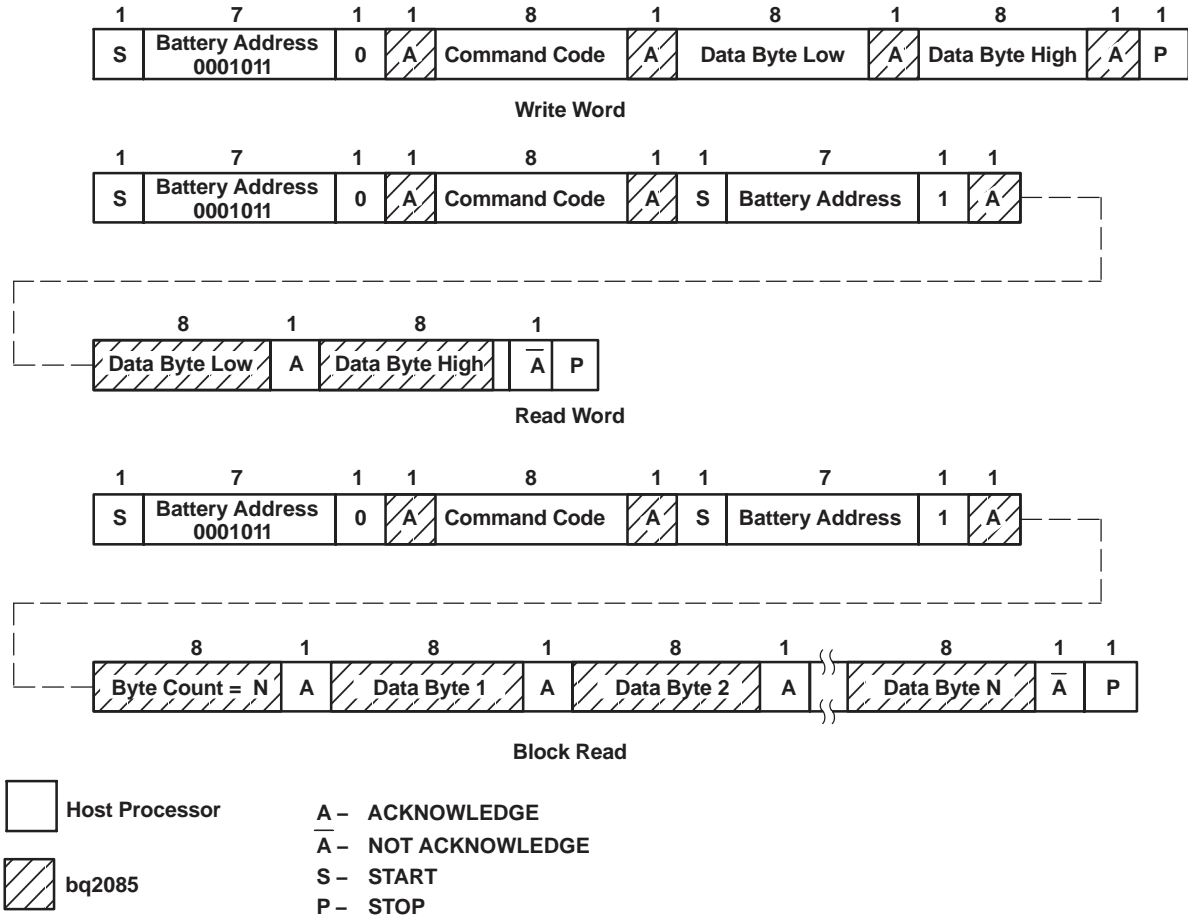 1 7 1 1 8 1 8 1 8 1 1
S Battery Address 0 A Command Code A Data Byte Low A Data Byte High A P
0001011
Write Word
1 7 1 1 8 1 1 7 1 1
S Battery Address 0 A Command Code A S Battery Address 1 A
0001011
8 1 8 1
Data Byte Low A Data Byte High A̅ P
Read Word
1 7 1 1 8 1 1 7 1 1
S Battery Address 0 A Command Code A S Battery Address 1 A
0001011
8 1 8 1 8 1 8 1 1
Byte Count = N A Data Byte 1 A Data Byte 2 A Data Byte N A̅ P
Block Read
Host Processor
A – ACKNOWLEDGE
A̅ – NOT ACKNOWLEDGE
bq2085
S – START
P – STOP